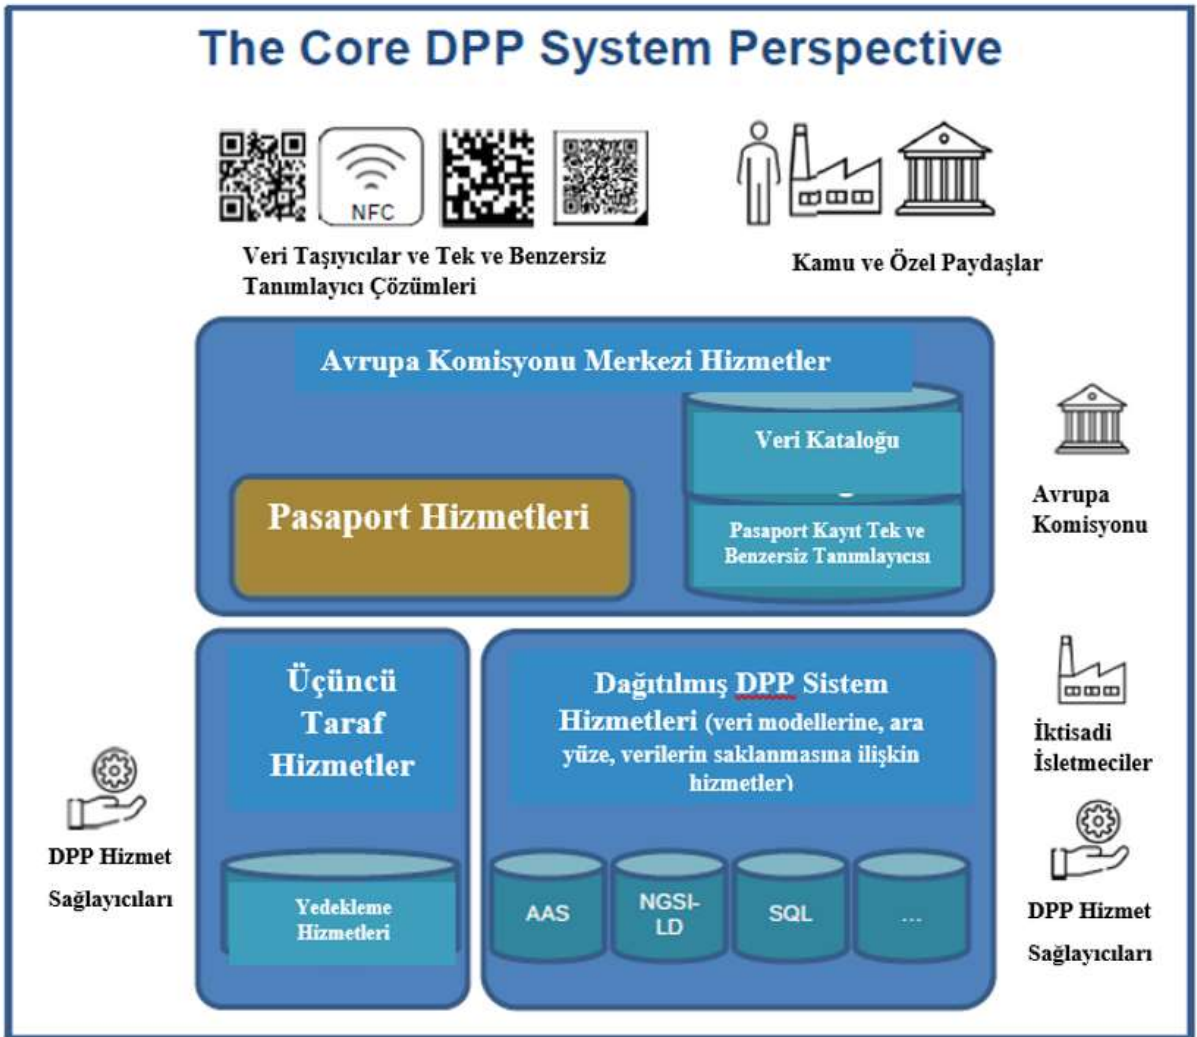 The Core DPP System Perspective
NFC
Veri Taşıyıcılar ve Tek ve Benzersiz
Tanımlayıcı Çözümleri
Kamu ve Özel Paydaşlar
Avrupa Komisyonu Merkezi Hizmetler
Veri Kataloğu
Pasaport Hizmetleri
Pasaport Kayıt Tek ve
Benzersiz Tanımlayıcısı
Avrupa
Komisyonu
Üçüncü
Taraf
Hizmetler
Dağıtılmış DPP Sistem
Hizmetleri (veri modellerine, ara
yüze, verilerin saklanmasına ilişkin
hizmetler)
İktisadi
İsletmeciler
DPP Hizmet
Sağlayıcıları
Yedekleme
Hizmetleri
AAS
NGSI-
LD
SQL
...
DPP Hizmet
Sağlayıcıları